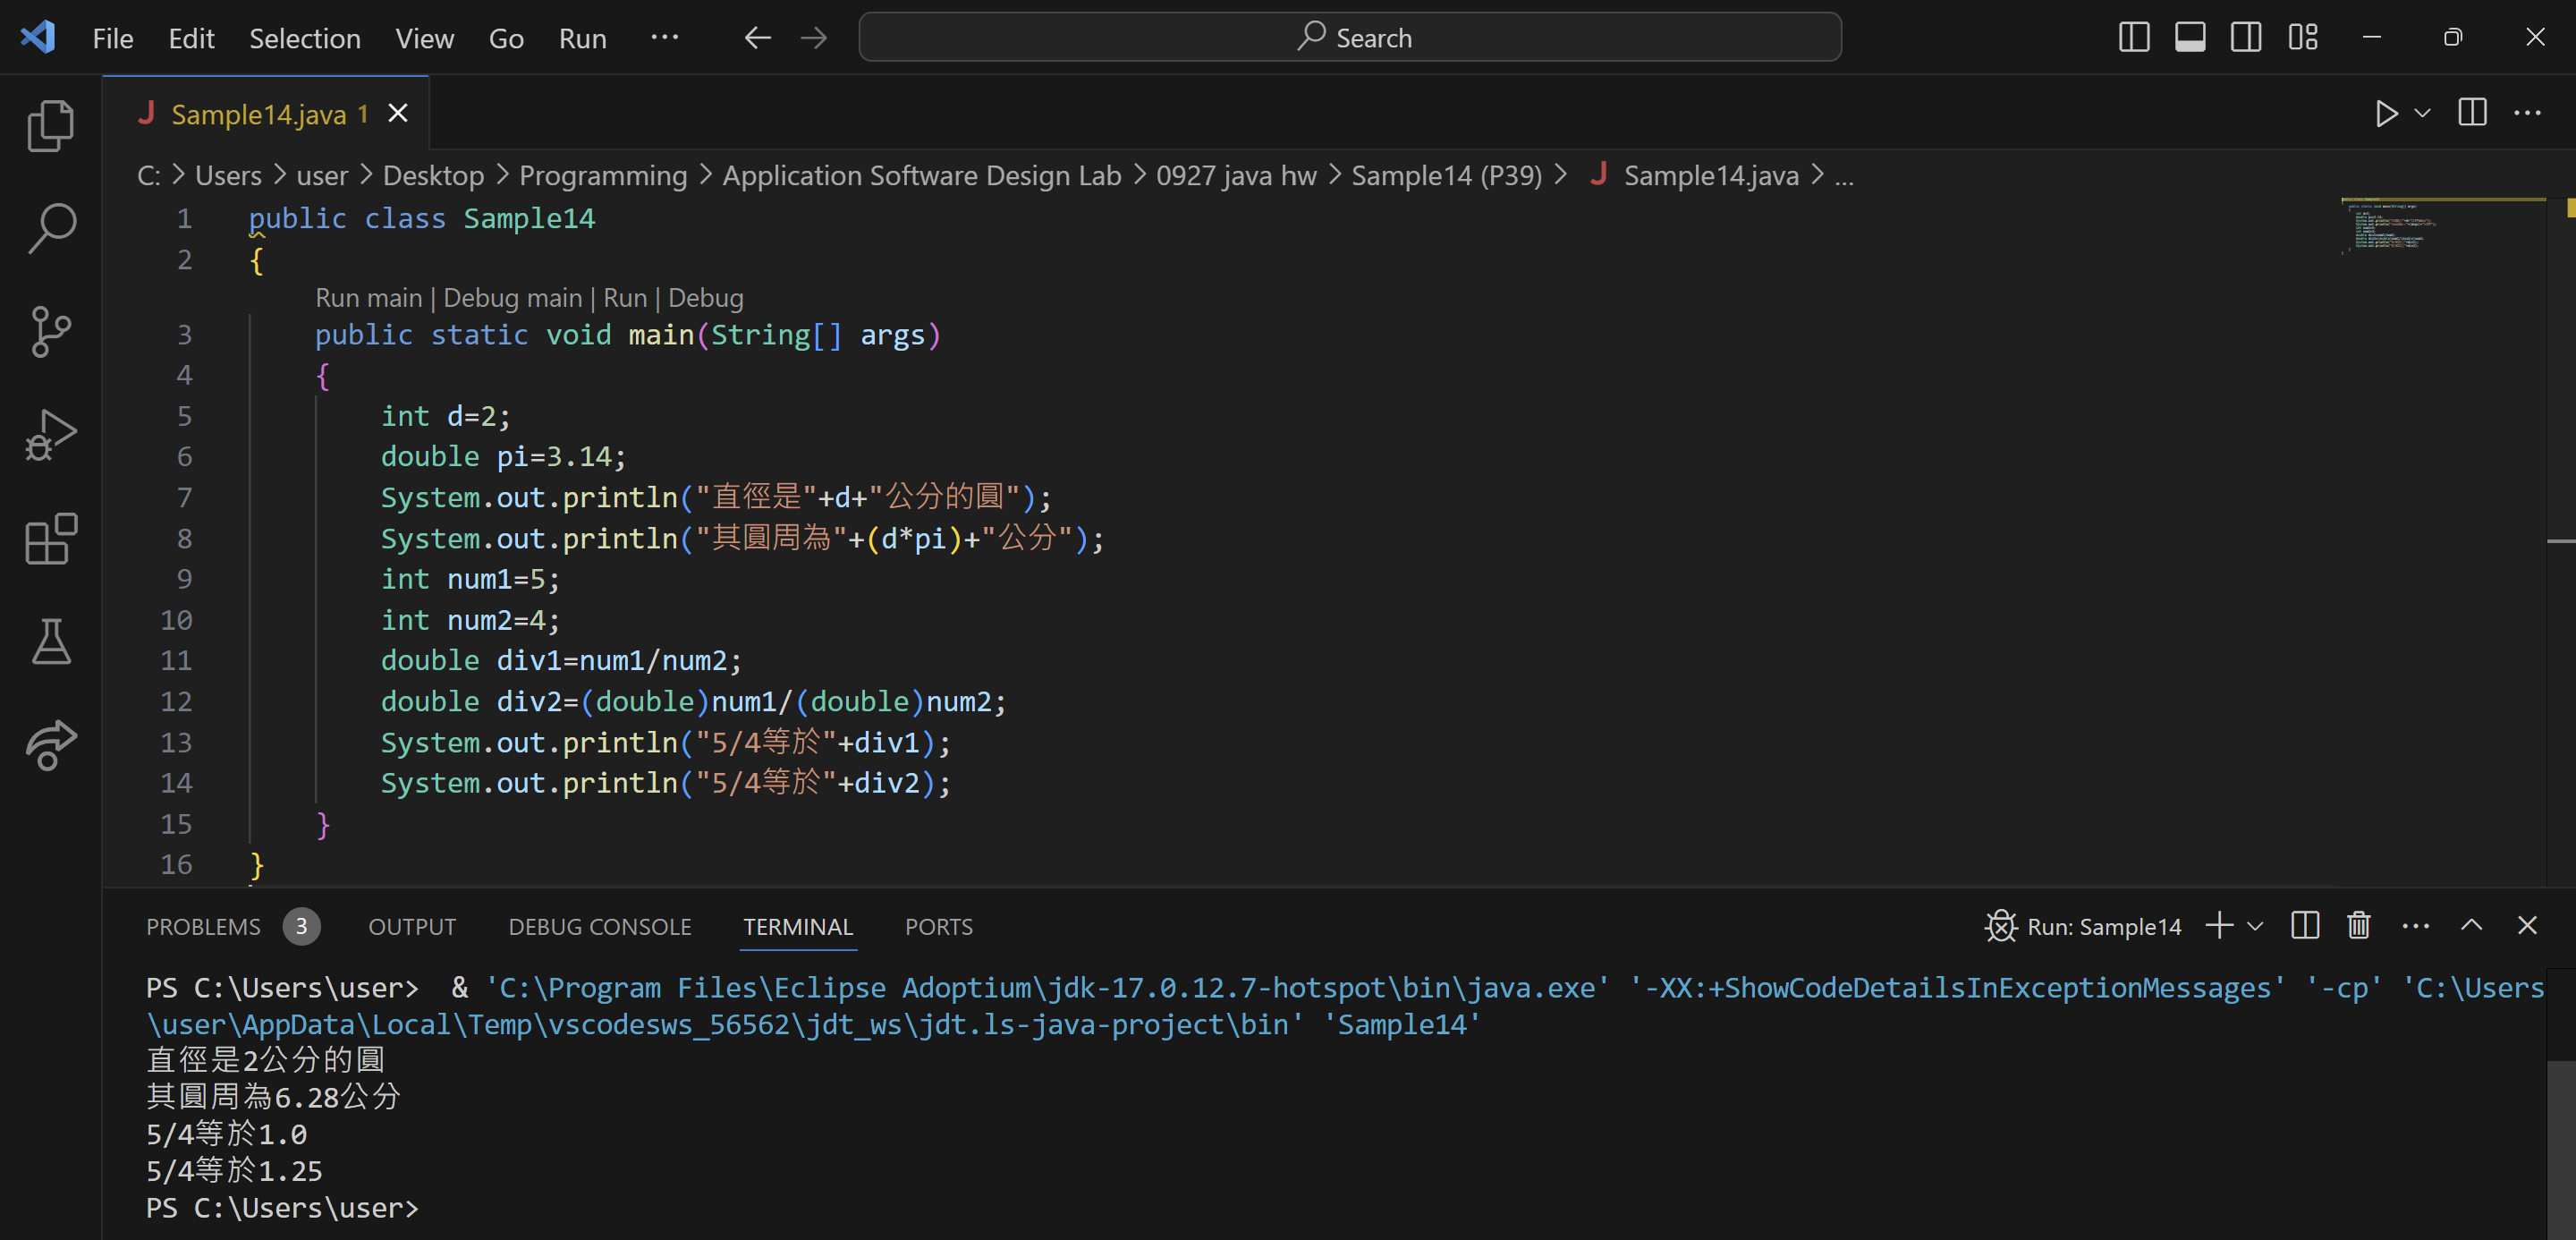 File Edit Selection View Go Run ··· Search
Sample14.java 1
C: > Users > user > Desktop > Programming > Application Software Design Lab > 0927 java hw > Sample14 (P39) > J Sample14.java > ...
1 public class Sample14
2 {
Run main | Debug main | Run | Debug
3 public static void main(String[] args)
4 {
5 int d=2;
6 double pi=3.14;
7 System.out.println("直徑是"+d+"公分的圓");
8 System.out.println("其圓周為"+(d*pi)+"公分");
9 int num1=5;
10 int num2=4;
11 double div1=num1/num2;
12 double div2=(double)num1/(double)num2;
13 System.out.println("5/4等於"+div1);
14 System.out.println("5/4等於"+div2);
15 }
16 }
PROBLEMS 3 OUTPUT DEBUG CONSOLE TERMINAL PORTS Run: Sample14
PS C:\Users\user>  & 'C:\Program Files\Eclipse Adoptium\jdk-17.0.12.7-hotspot\bin\java.exe' '-XX:+ShowCodeDetailsInExceptionMessages' '-cp' 'C:\Users
\user\AppData\Local\Temp\vscodesws_56562\jdt_ws\jdt.ls-java-project\bin' 'Sample14'
直徑是2公分的圓
其圓周為6.28公分
5/4等於1.0
5/4等於1.25
PS C:\Users\user>